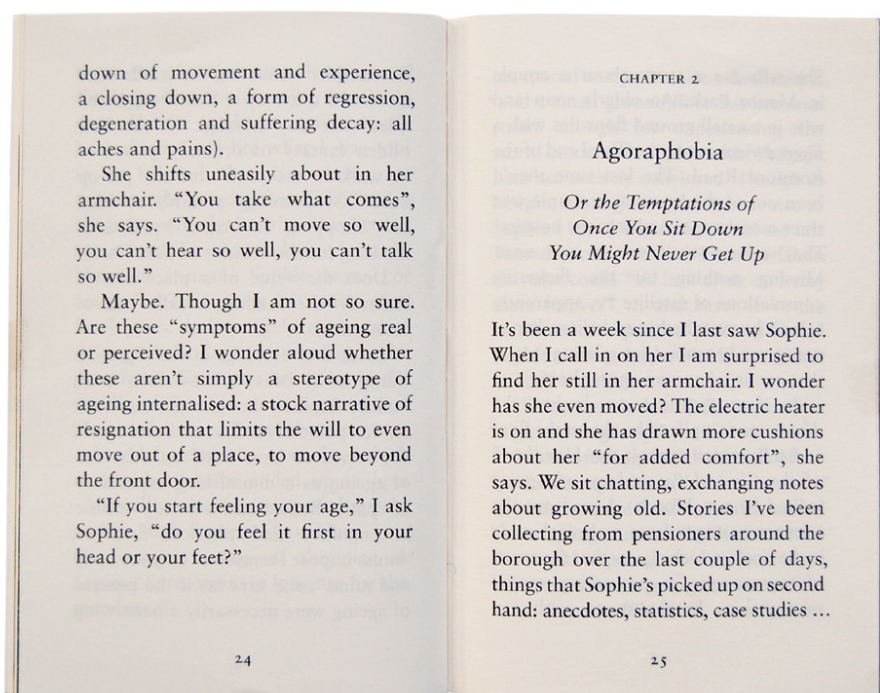 down of movement and experience,
a closing down, a form of regression,
degeneration and suffering decay: all
aches and pains).
She shifts uneasily about in her
armchair. “You take what comes”,
she says. “You can’t move so well,
you can’t hear so well, you can’t talk
so well.”
Maybe. Though I am not so sure.
Are these “symptoms” of ageing real
or perceived? I wonder aloud whether
these aren’t simply a stereotype of
ageing internalised: a stock narrative of
resignation that limits the will to even
move out of a place, to move beyond
the front door.
“If you start feeling your age,” I ask
Sophie, “do you feel it first in your
head or your feet?”
24
CHAPTER 2
Agoraphobia
Or the Temptations of
Once You Sit Down
You Might Never Get Up
It’s been a week since I last saw Sophie.
When I call in on her I am surprised to
find her still in her armchair. I wonder
has she even moved? The electric heater
is on and she has drawn more cushions
about her “for added comfort”, she
says. We sit chatting, exchanging notes
about growing old. Stories I’ve been
collecting from pensioners around the
borough over the last couple of days,
things that Sophie’s picked up on second
hand: anecdotes, statistics, case studies ...
25